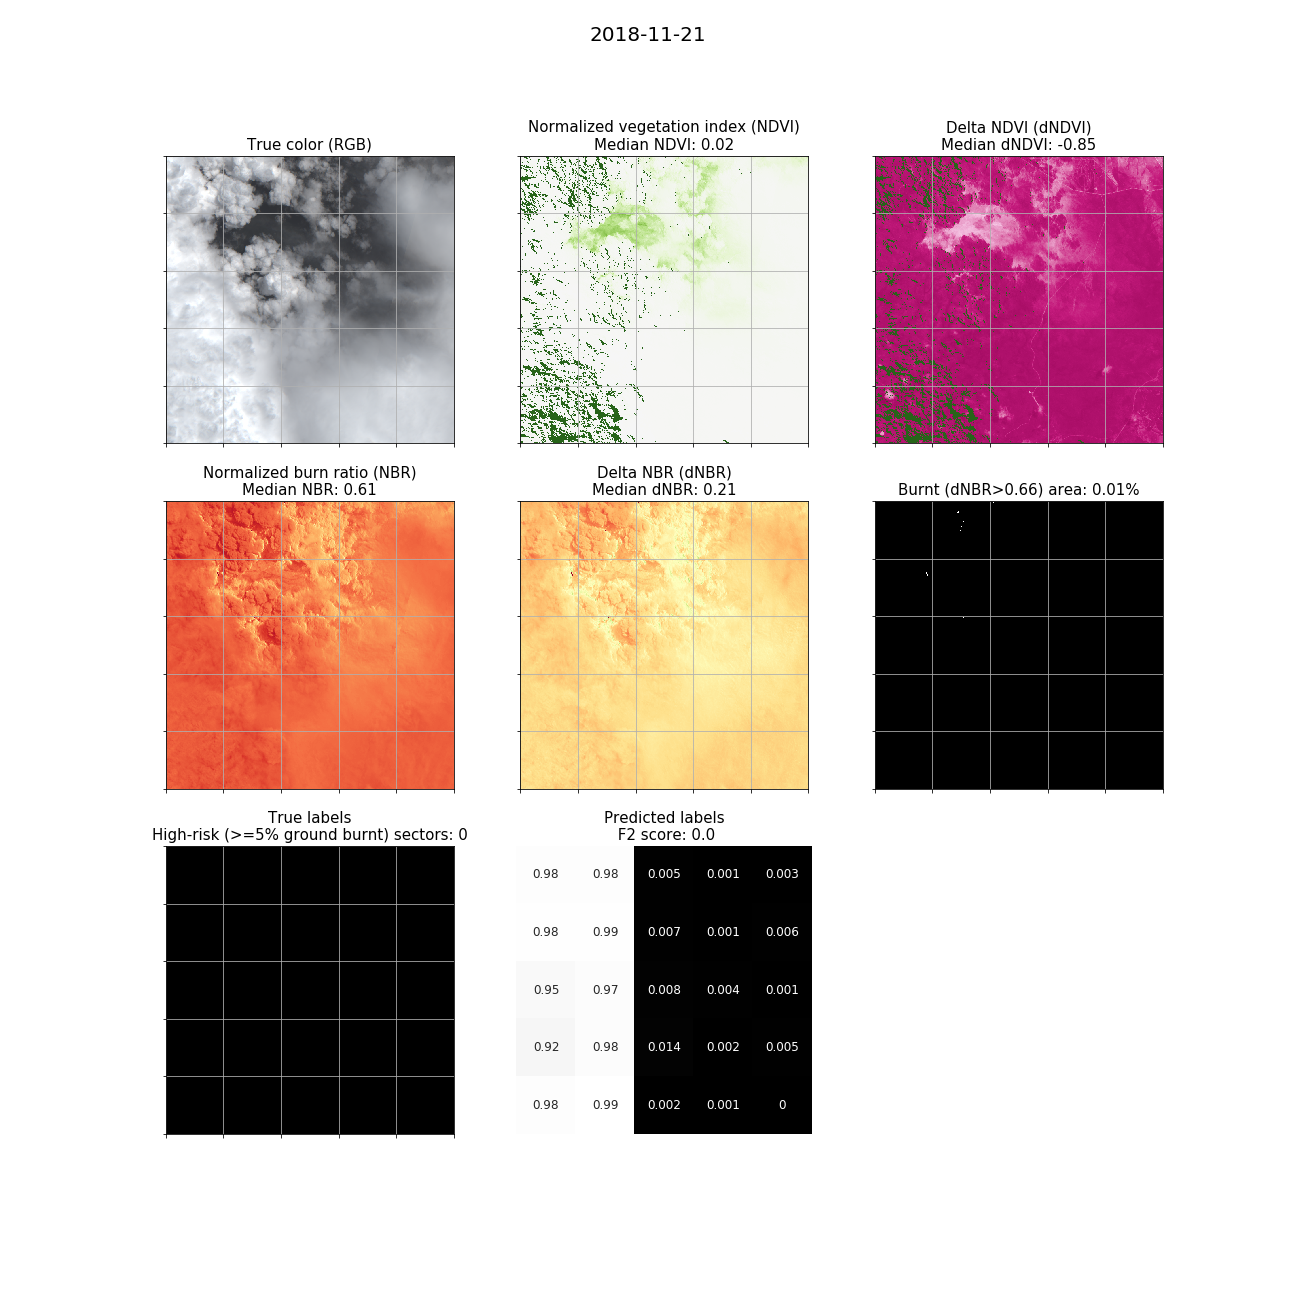 2018-11-21
True color (RGB)
Normalized vegetation index (NDVI)
Median NDVI: 0.02
Delta NDVI (dNDVI)
Median dNDVI: -0.85
Normalized burn ratio (NBR)
Median NBR: 0.61
Delta NBR (dNBR)
Median dNBR: 0.21
Burnt (dNBR>0.66) area: 0.01%
True labels
High-risk (>=5% ground burnt) sectors: 0
Predicted labels
F2 score: 0.0
0.98 0.98 0.005 0.001 0.003
0.98 0.99 0.007 0.001 0.006
0.95 0.97 0.008 0.004 0.001
0.92 0.98 0.014 0.002 0.005
0.98 0.99 0.002 0.001 0